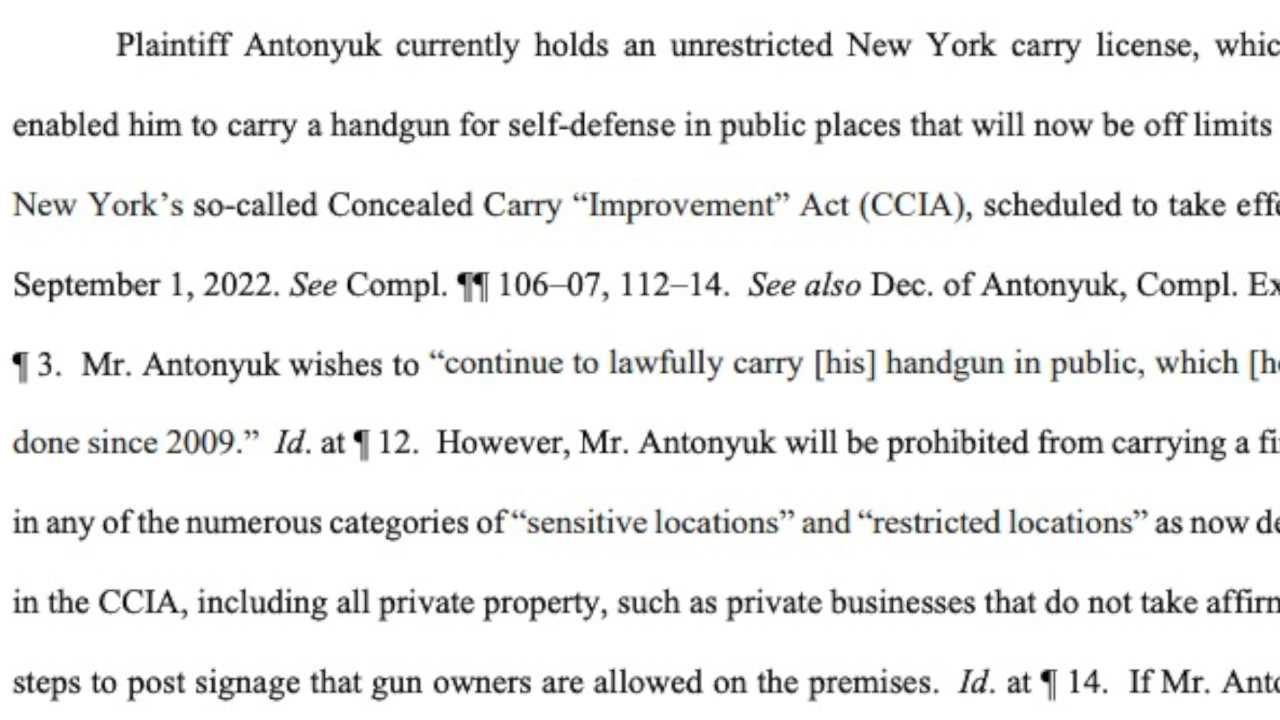 Plaintiff Antonyuk currently holds an unrestricted New York carry license, whic
enabled him to carry a handgun for self-defense in public places that will now be off limits
New York’s so-called Concealed Carry “Improvement” Act (CCIA), scheduled to take effe
September 1, 2022. See Compl. ¶¶ 106–07, 112–14. See also Dec. of Antonyuk, Compl. Ex
¶ 3. Mr. Antonyuk wishes to “continue to lawfully carry [his] handgun in public, which [he
done since 2009.” Id. at ¶ 12. However, Mr. Antonyuk will be prohibited from carrying a fi
in any of the numerous categories of “sensitive locations” and “restricted locations” as now de
in the CCIA, including all private property, such as private businesses that do not take affirm
steps to post signage that gun owners are allowed on the premises. Id. at ¶ 14. If Mr. Anto